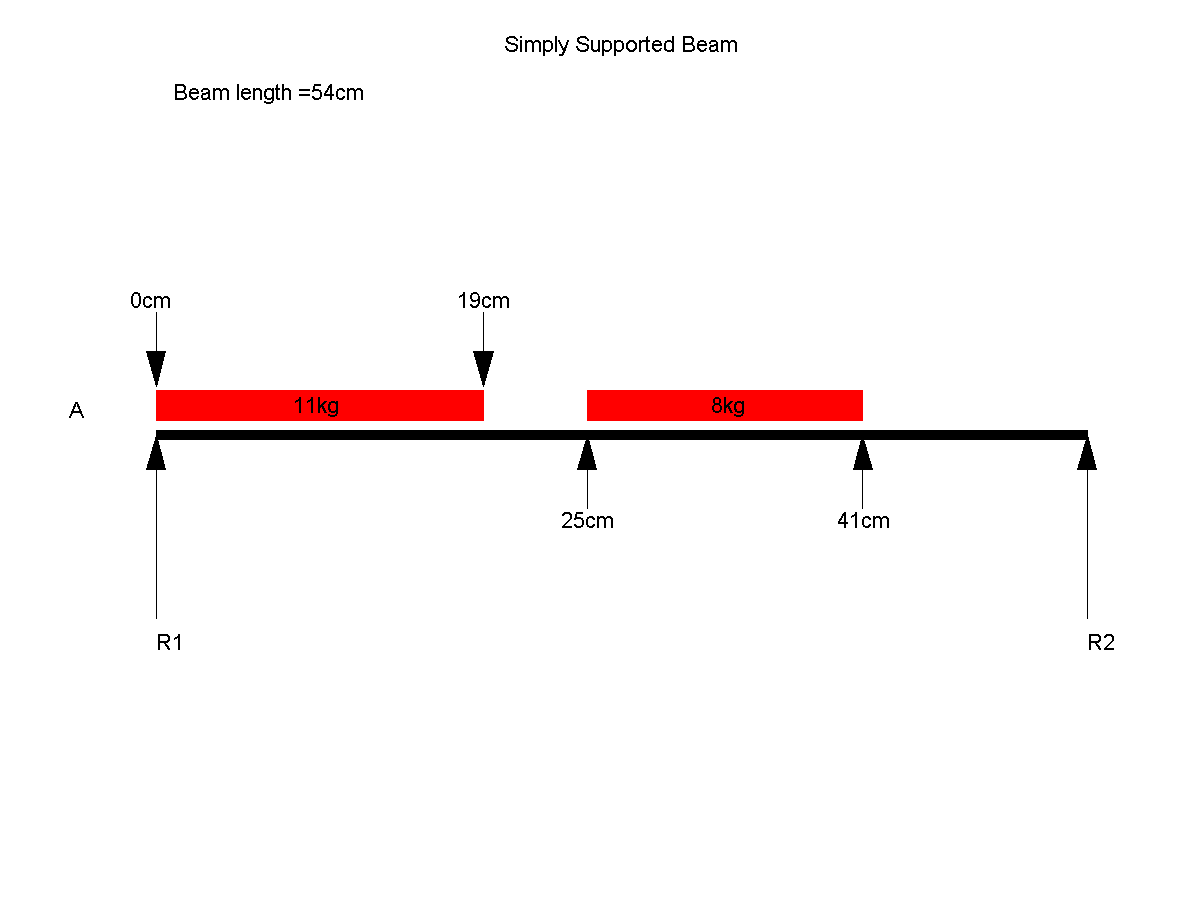 Simply Supported Beam
Beam length =54cm
0cm
19cm
A
11kg
8kg
25cm
41cm
R1
R2